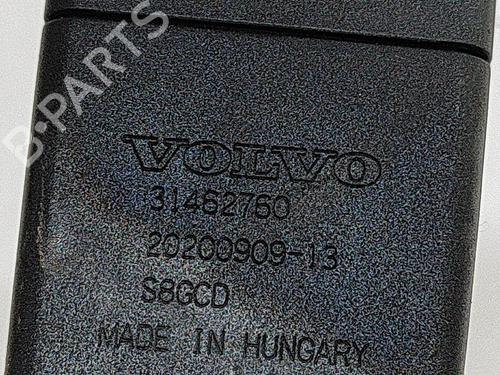 B-PARTS
VOLVO
31462760
20200909-13
S8GCD
MADE IN HUNGARY